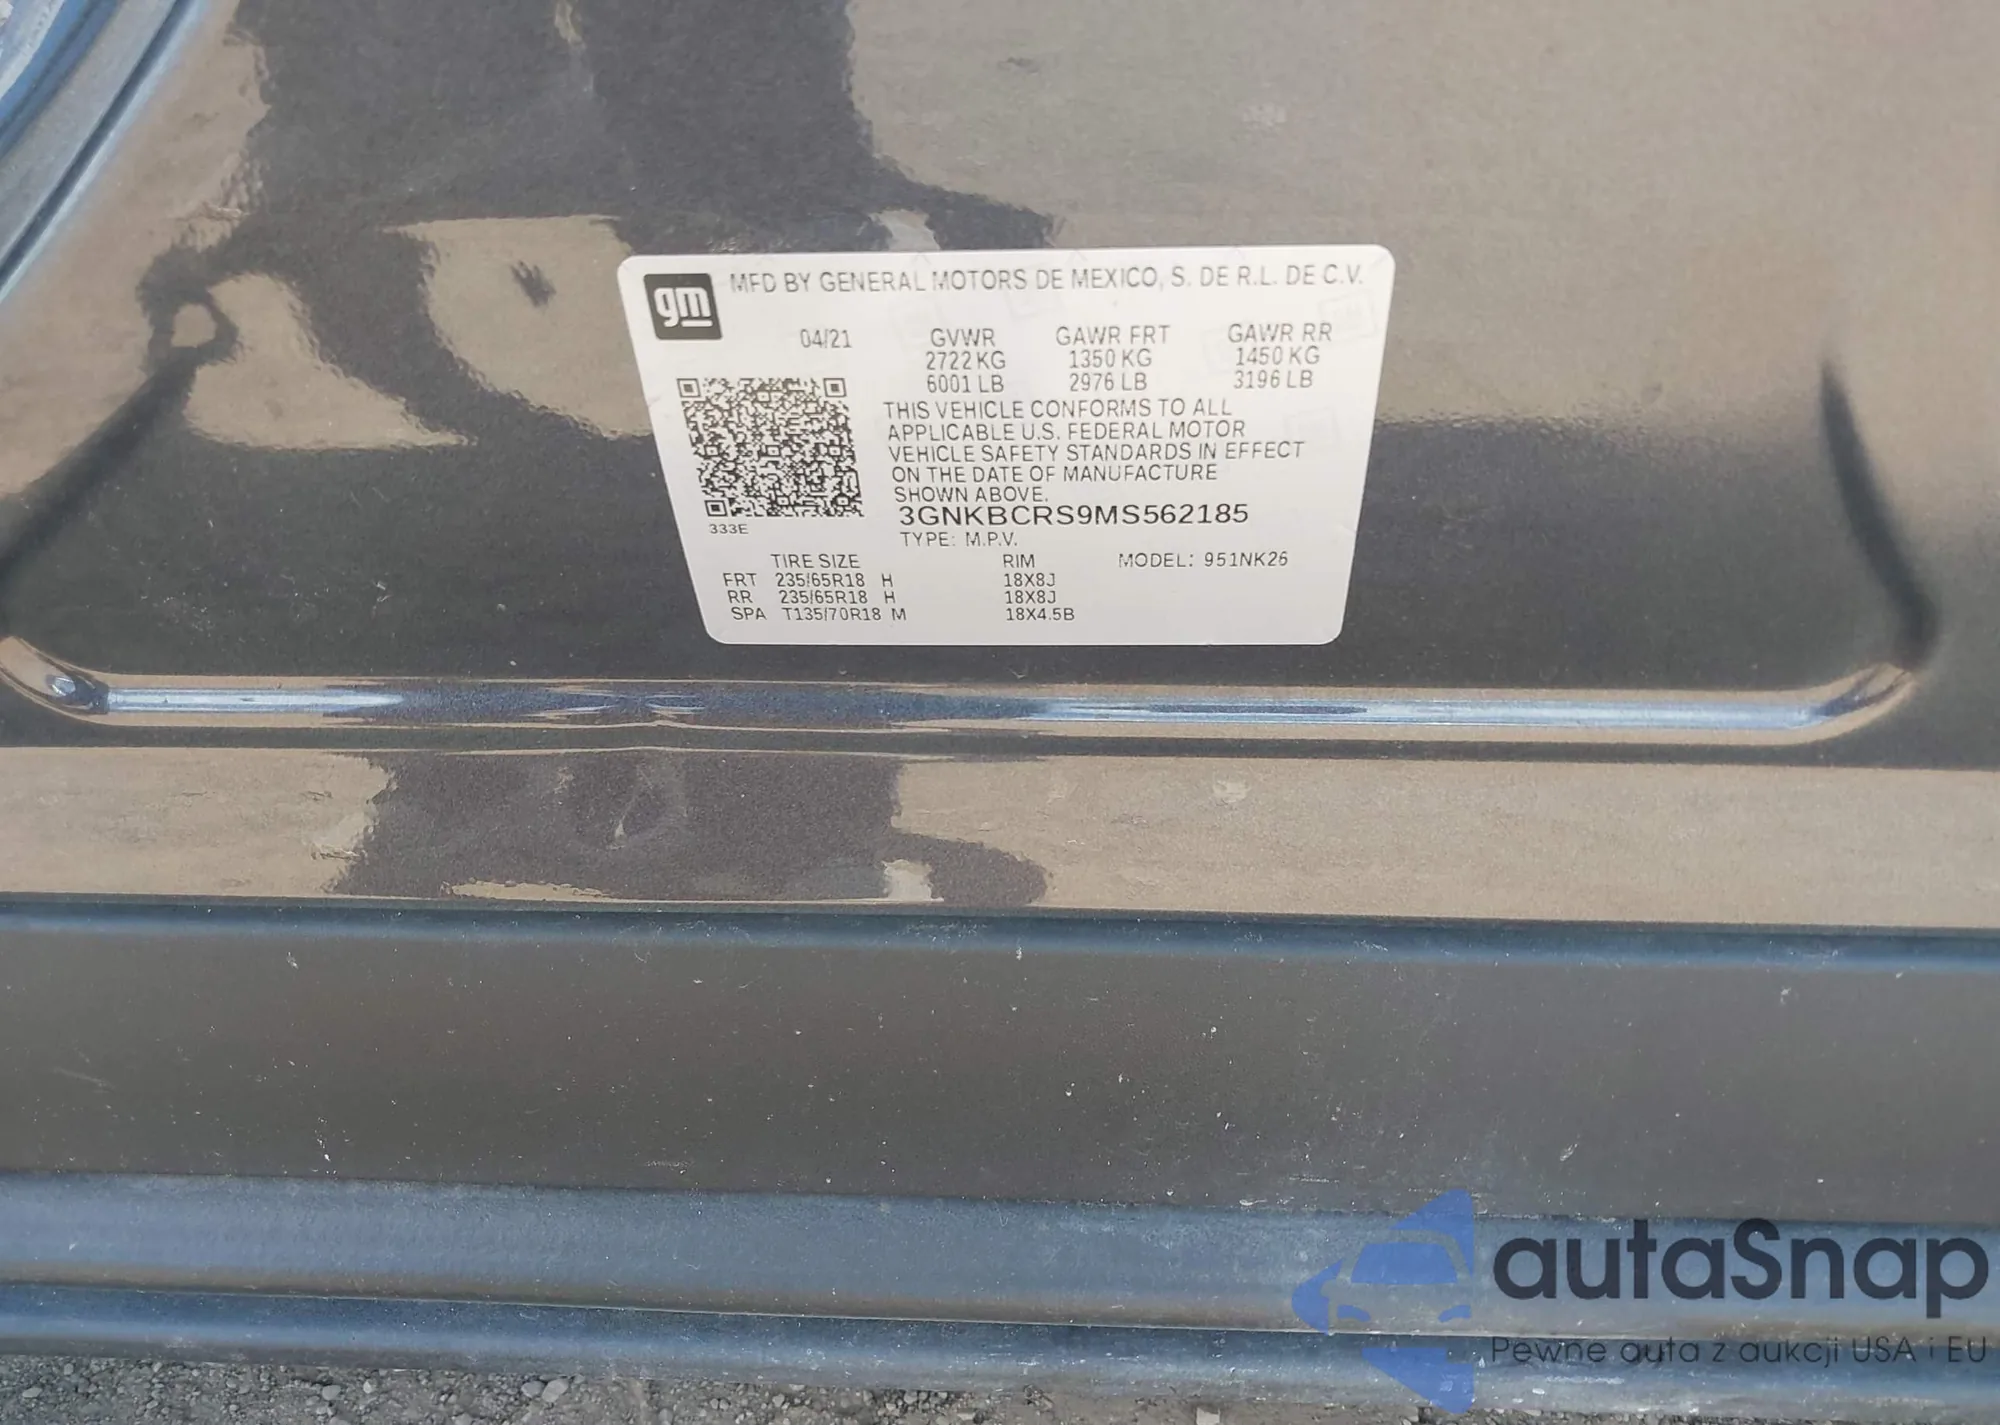 gm
MFD BY GENERAL MOTORS DE MEXICO, S. DE R.L. DE C.V.
04/21 GVWR GAWR FRT GAWR RR
2722 KG 1350 KG 1450 KG
6001 LB 2976 LB 3196 LB
THIS VEHICLE CONFORMS TO ALL
APPLICABLE U.S. FEDERAL MOTOR
VEHICLE SAFETY STANDARDS IN EFFECT
ON THE DATE OF MANUFACTURE
SHOWN ABOVE.
3GNKBCRS9MS562185
333E
TYPE: M.P.V.
TIRE SIZE RIM MODEL: 951NK26
FRT 235/65R18 H 18X8J
RR 235/65R18 H 18X8J
SPA T135/70R18 M 18X4.5B
autaSnap
Pewne auta z aukcji USA i EU